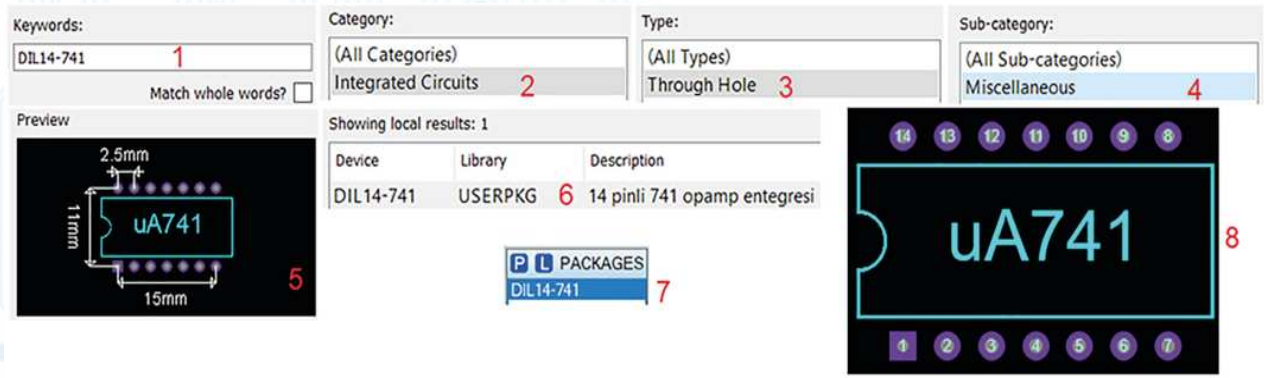 Keywords:
DIL14-741
1
Match whole words?
Category:
(All Categories)
Integrated Circuits
2
Type:
(All Types)
Through Hole
3
Sub-category:
(All Sub-categories)
Miscellaneous
4
Preview
2.5mm
11mm
uA741
15mm
5
Showing local results: 1
Device Library Description
DIL14-741 USERPKG 14 pinli 741 opamp entegresi
6
P L PACKAGES
DIL14-741
7
14 13 12 11 10 9 8
uA741
1 2 3 4 5 6 7
8